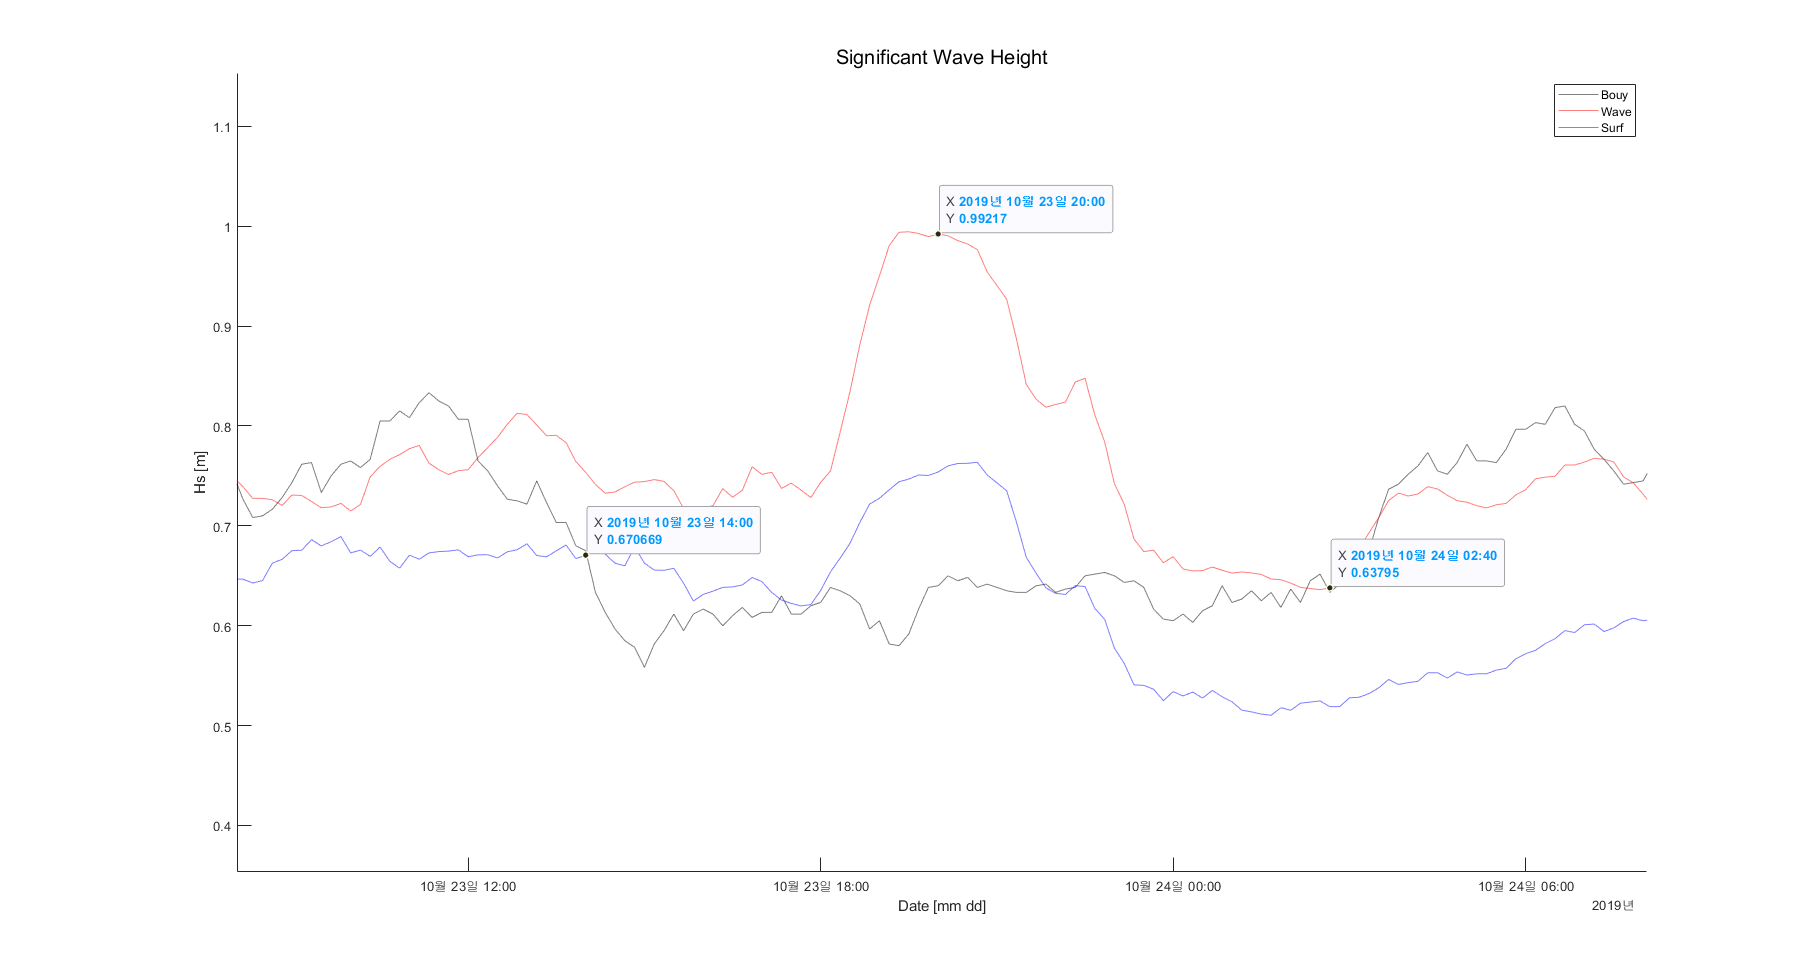 Significant Wave Height
Bouy
Wave
Surf
1.1
1
0.9
0.8
0.7
0.6
0.5
0.4
Hs [m]
X 2019년 10월 23일 20:00
Y 0.99217
X 2019년 10월 23일 14:00
Y 0.670669
X 2019년 10월 24일 02:40
Y 0.63795
10월 23일 12:00
10월 23일 18:00
10월 24일 00:00
10월 24일 06:00
Date [mm dd]
2019년